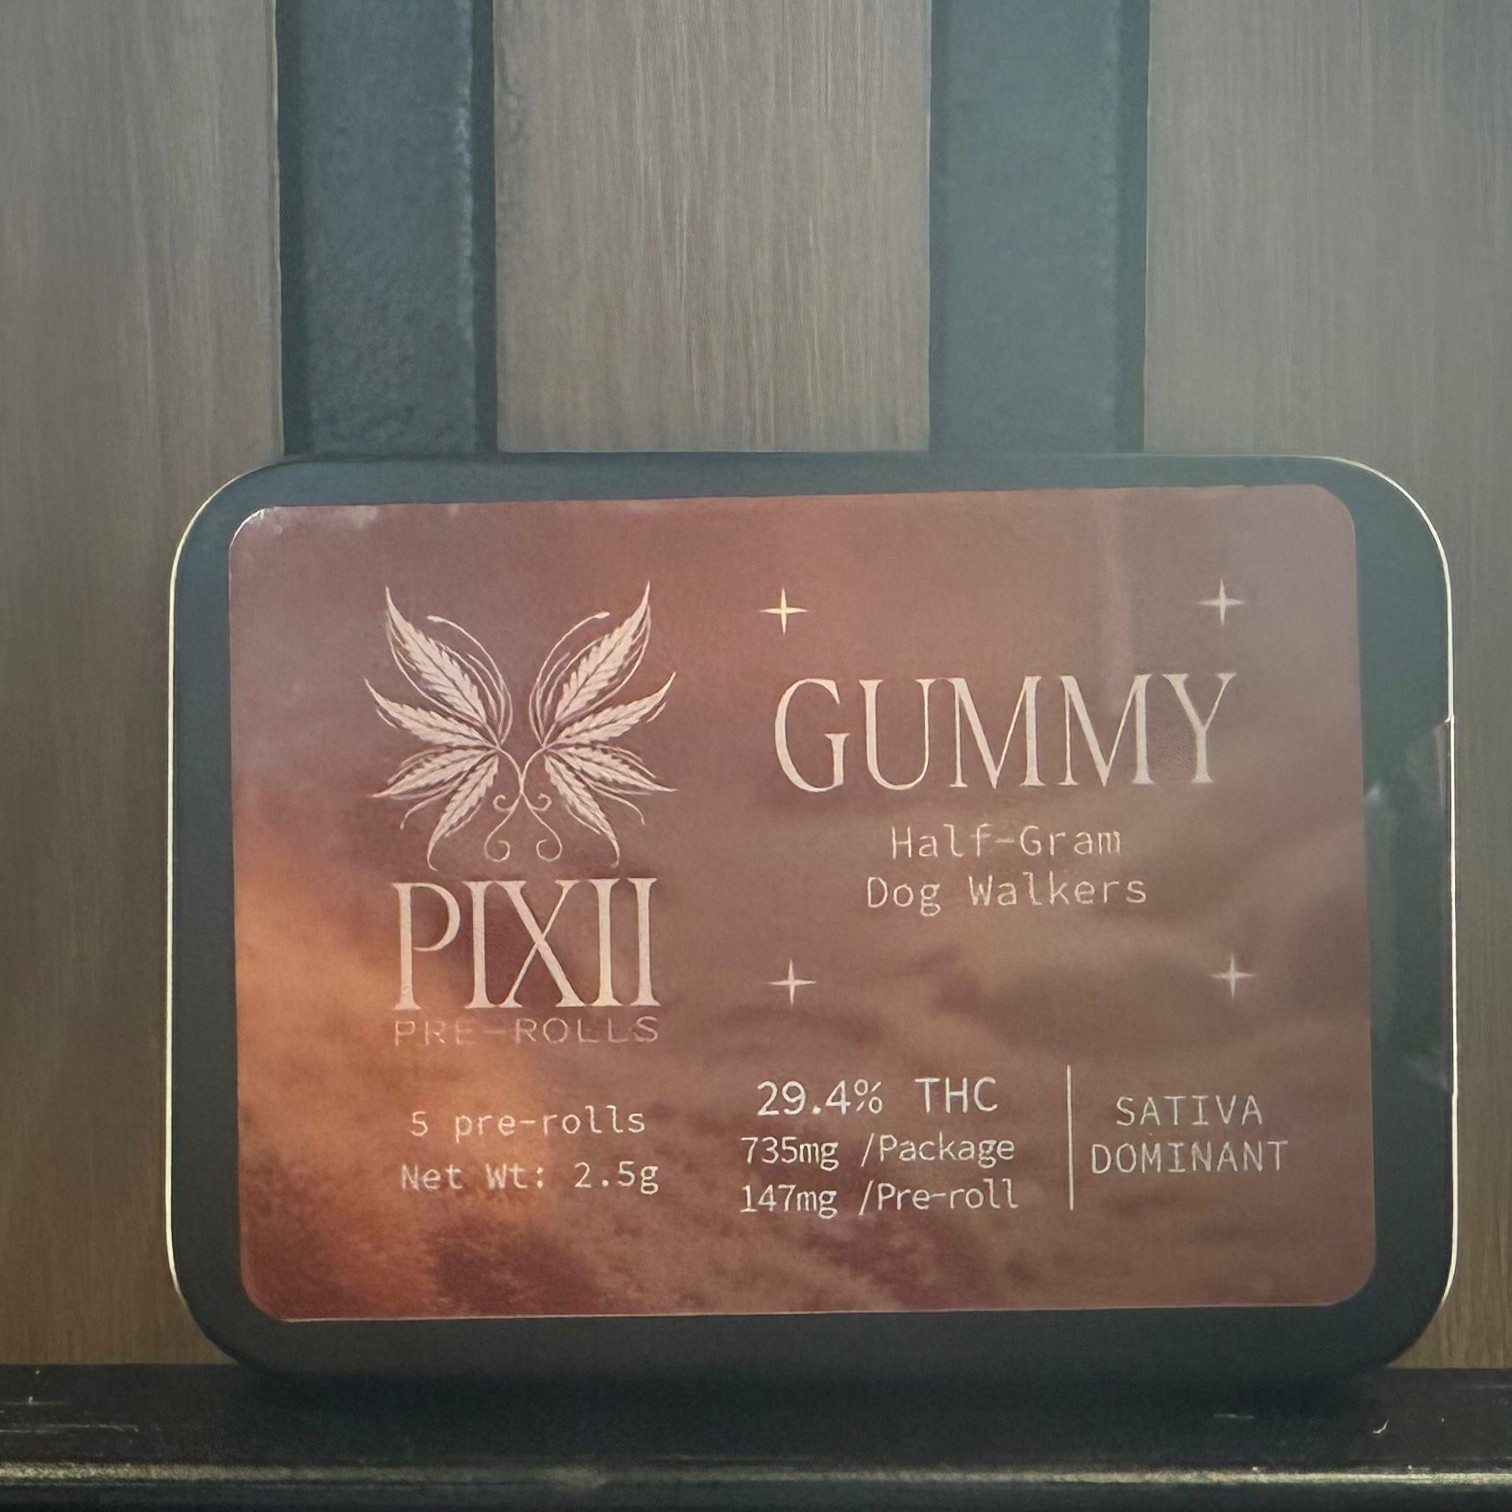 PIXII
PRE-ROLLS
5 pre-rolls
Net Wt: 2.5g
GUMMY
Half-Gram
Dog Walkers
29.4% THC
735mg /Package
147mg /Pre-roll
SATIVA
DOMINANT